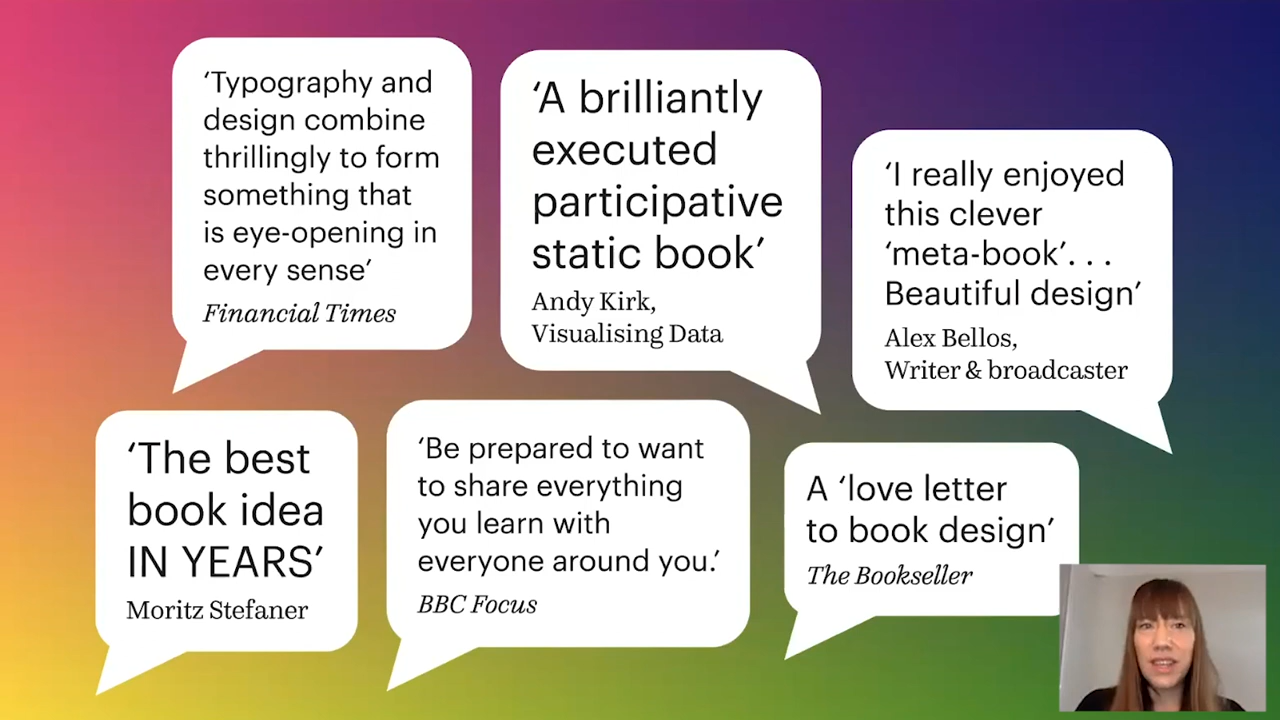 ‘Typography and
design combine
thrillingly to form
something that
is eye-opening in
every sense’
Financial Times
‘A brilliantly
executed
participative
static book’
Andy Kirk,
Visualising Data
‘I really enjoyed
this clever
‘meta-book’. . .
Beautiful design’
Alex Bellos,
Writer & broadcaster
‘The best
book idea
IN YEARS’
Moritz Stefaner
‘Be prepared to want
to share everything
you learn with
everyone around you.’
BBC Focus
A ‘love letter
to book design’
The Bookseller